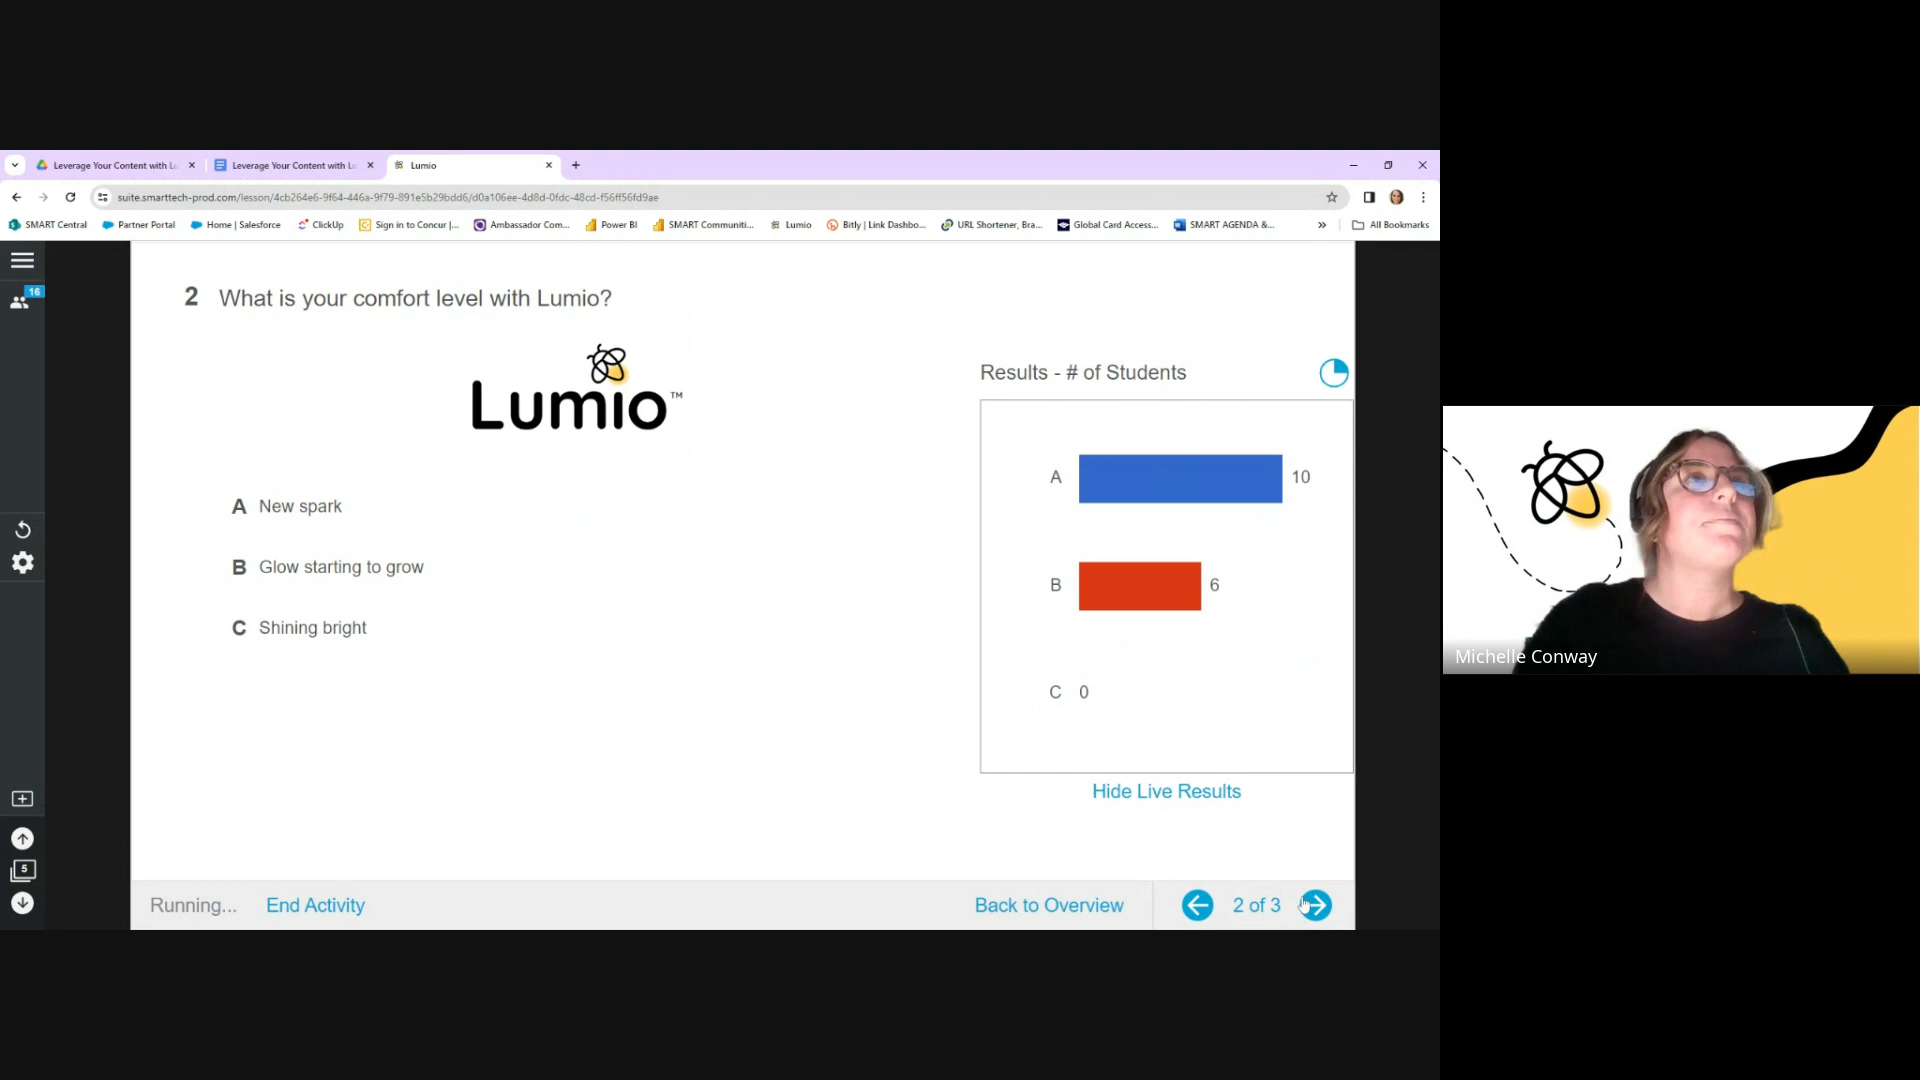 Leverage Your Content with Lu
Leverage Your Content with Lu
Lumio
suite.smarttech-prod.com/lesson/4cb264e6-9f64-446a-9f79-891e5b29bdd6/d0a106ee-4d8d-0fdc-48cd-f56ff56fd9ae
SMART Central
Partner Portal
Home | Salesforce
ClickUp
Sign in to Concur |...
Ambassador Com...
Power BI
SMART Communiti...
Lumio
Bitly | Link Dashbo...
URL Shortener, Bra...
Global Card Access...
SMART AGENDA &...
All Bookmarks
16
2 What is your comfort level with Lumio?
Lumio™
Results - # of Students
A 10
B 6
C 0
A New spark
B Glow starting to grow
C Shining bright
Hide Live Results
5
Running... End Activity
Back to Overview
2 of 3
Michelle Conway